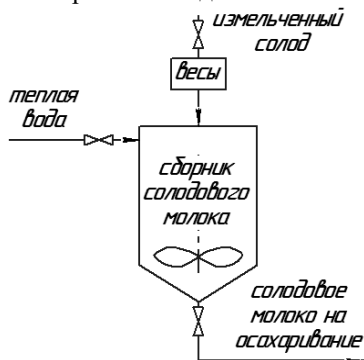 измельченный
солод
весы
теплая
вода
сборник
солодового
молока
солодовое
молоко на
осахаривание